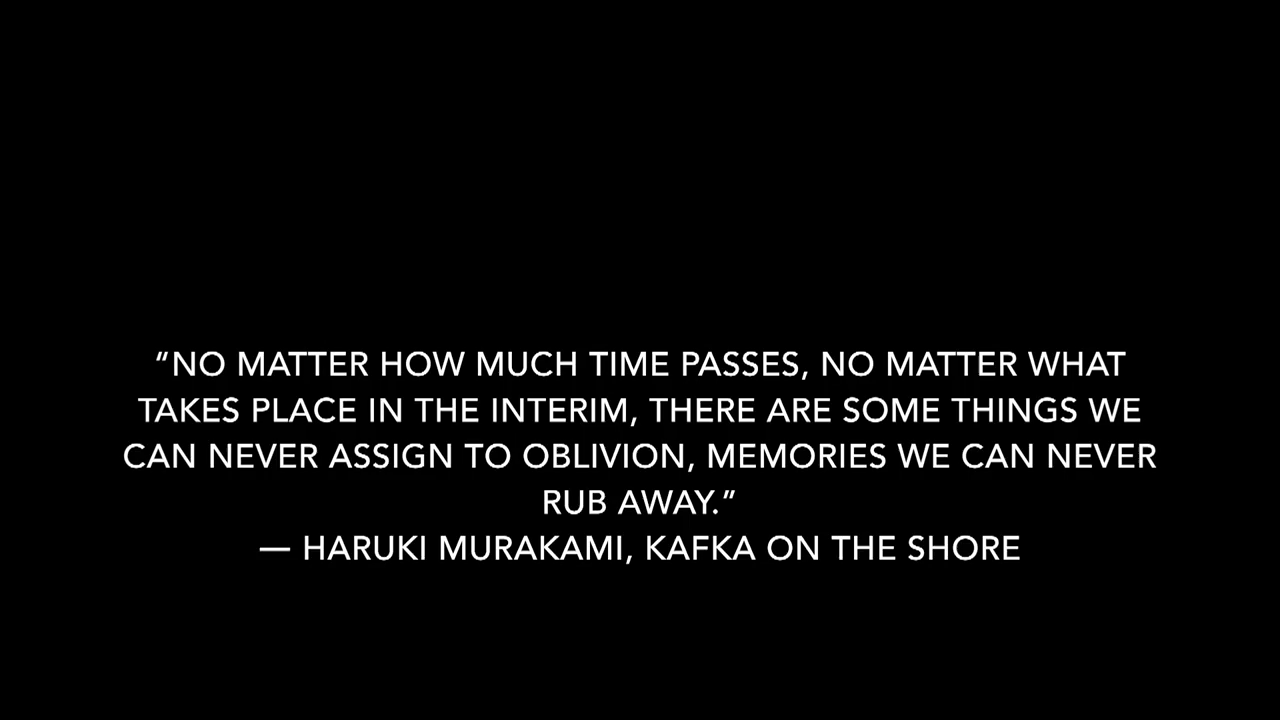 “NO MATTER HOW MUCH TIME PASSES, NO MATTER WHAT
TAKES PLACE IN THE INTERIM, THERE ARE SOME THINGS WE
CAN NEVER ASSIGN TO OBLIVION, MEMORIES WE CAN NEVER
RUB AWAY.”
— HARUKI MURAKAMI, KAFKA ON THE SHORE